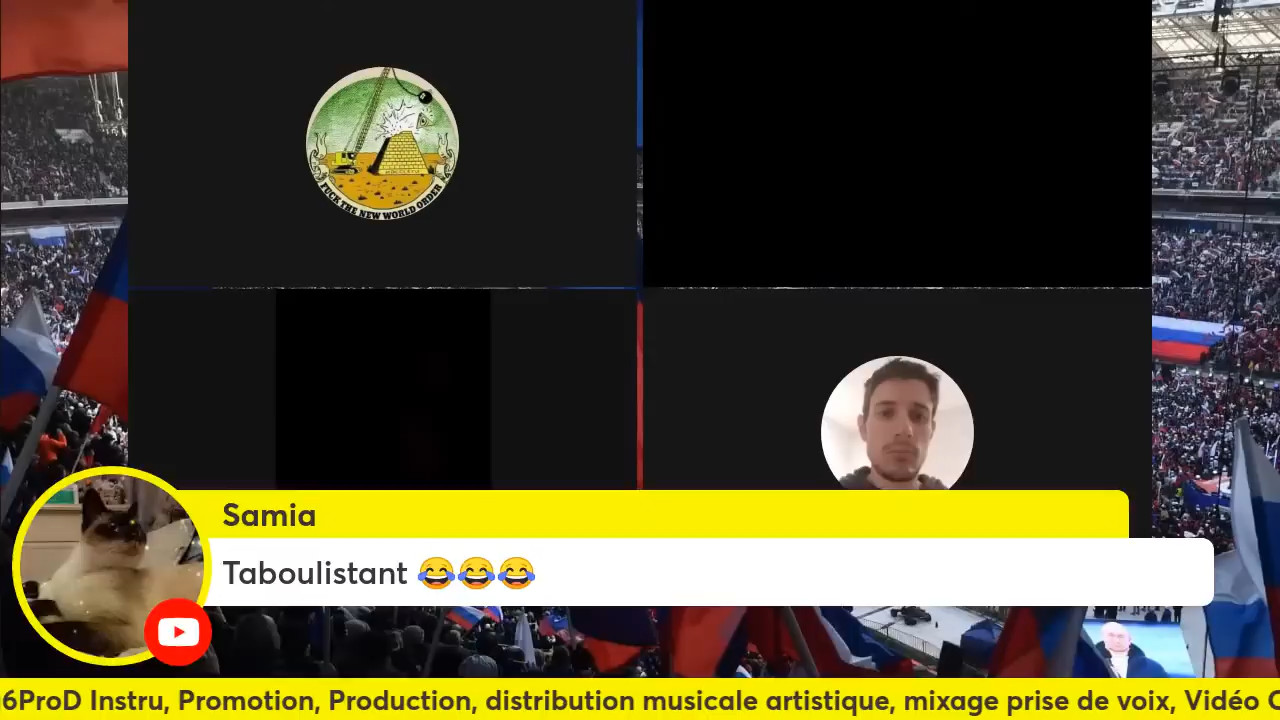 FUCK THE NEW WORLD ORDER
Samia
Taboulistant 😂😂😂
6ProD Instru, Promotion, Production, distribution musicale artistique, mixage prise de voix, Vidéo